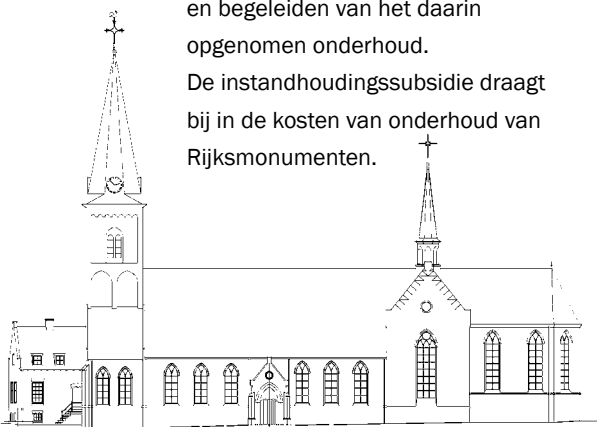 en begeleiden van het daarin
opgenomen onderhoud.
De instandhoudingssubsidie draagt
bij in de kosten van onderhoud van
Rijksmonumenten.